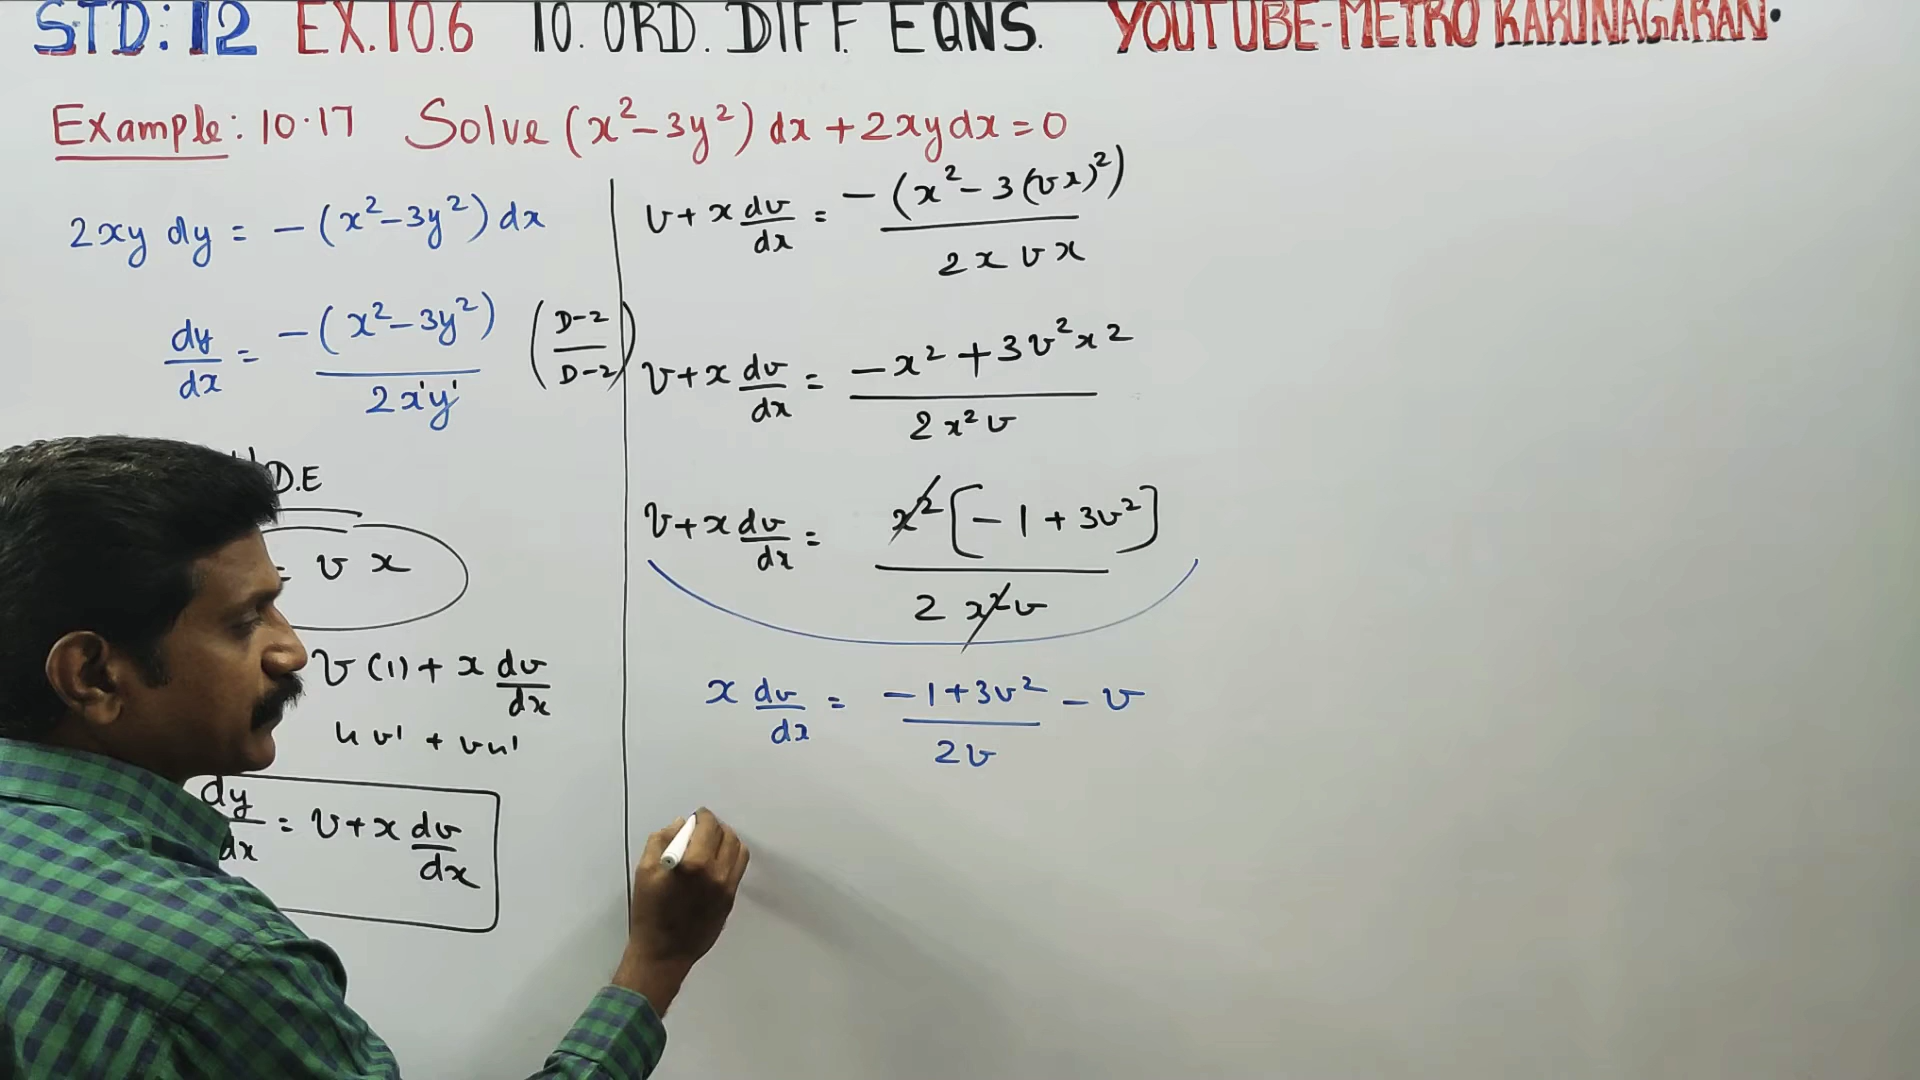 STD: 12 EX.10.6 10. ORD. DIFF. EQNS. YOUTUBE-METRO KARUNAGARAN.
Example: 10.17 Solve (x²-3y²) dx + 2xy dx = 0
2xy dy = -(x²-3y²) dx
dy/dx = -(x²-3y²)/2x¹y¹ (D-2/D-2)
D.E
= v x
v(1) + x dv/dx
uv' + vu'
dy/dx = v + x dv/dx
v + x dv/dx = -(x²-3(vx)²)/2x vx
v + x dv/dx = -x²+3v²x²/2x²v
v + x dv/dx = x²[-1+3v²]/2x²v
x dv/dx = -1+3v²/2v - v